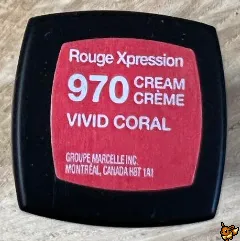 Rouge Xpression
970 CREAM
CRÈME
VIVID CORAL
GROUPE MARCELLE INC.
MONTRÉAL, CANADA H8T 1A1